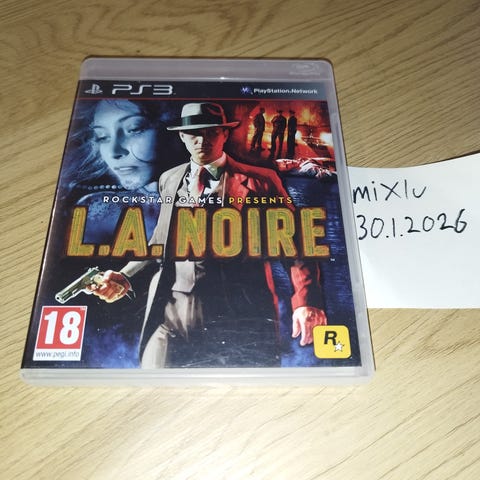 PS3
PlayStation®Network
ROCKSTAR GAMES PRESENTS
L.A. NOIRE
18
www.pegi.info
R
mixlu
30.1.2026